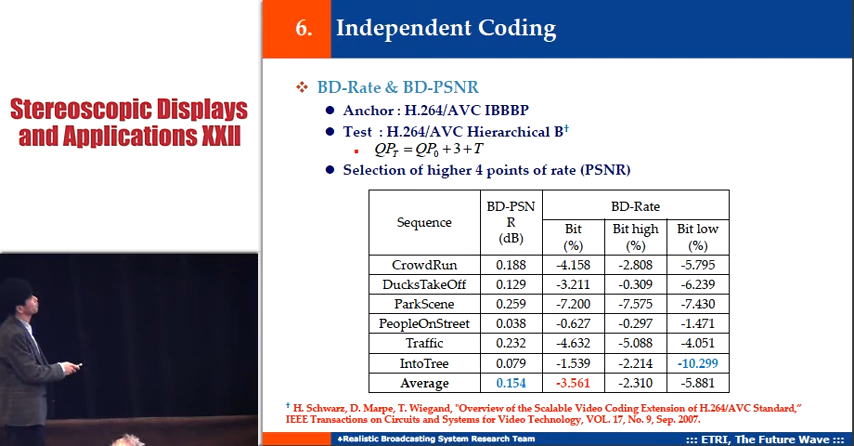 Stereoscopic Displays
and Applications XXII
6. Independent Coding
❖ BD-Rate & BD-PSNR
● Anchor : H.264/AVC IBBBP
● Test : H.264/AVC Hierarchical B†
▪ QP_T = QP_0 + 3 + T
● Selection of higher 4 points of rate (PSNR)
Sequence BD-PSN R (dB) BD-Rate
Bit (%) Bit high (%) Bit low (%)
CrowdRun 0.188 -4.158 -2.808 -5.795
DucksTakeOff 0.129 -3.211 -0.309 -6.239
ParkScene 0.259 -7.200 -7.575 -7.430
PeopleOnStreet 0.038 -0.627 -0.297 -1.471
Traffic 0.232 -4.632 -5.088 -4.051
IntoTree 0.079 -1.539 -2.214 -10.299
Average 0.154 -3.561 -2.310 -5.881
† H. Schwarz, D. Marpe, T. Wiegand, "Overview of the Scalable Video Coding Extension of H.264/AVC Standard,"
IEEE Transactions on Circuits and Systems for Video Technology, VOL. 17, No. 9, Sep. 2007.
♦Realistic Broadcasting System Research Team ::: ETRI, The Future Wave :::